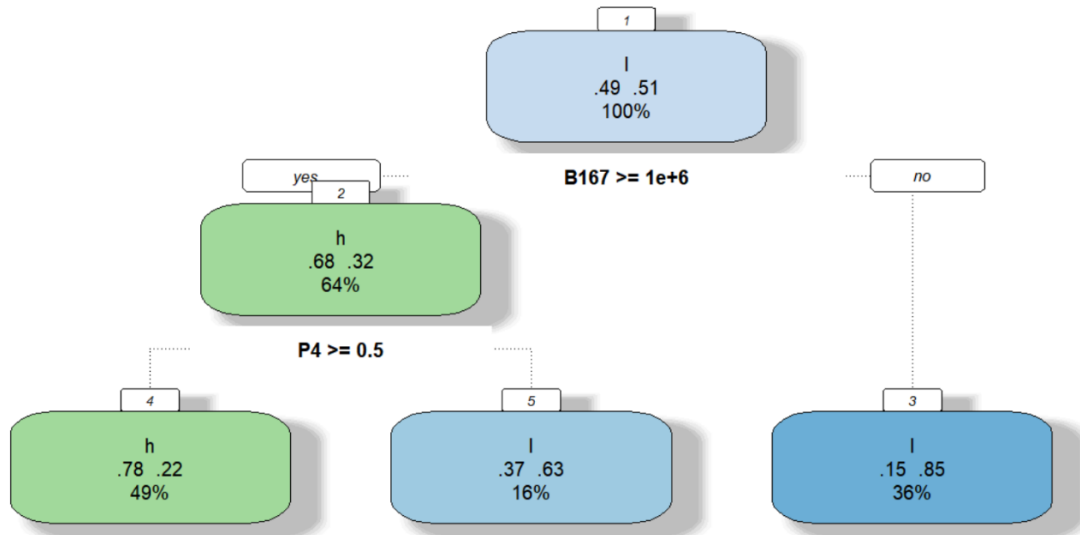 1
l
.49 .51
100%
yes
B167 >= 1e+6
no
2
h
.68 .32
64%
P4 >= 0.5
4
h
.78 .22
49%
5
l
.37 .63
16%
3
l
.15 .85
36%